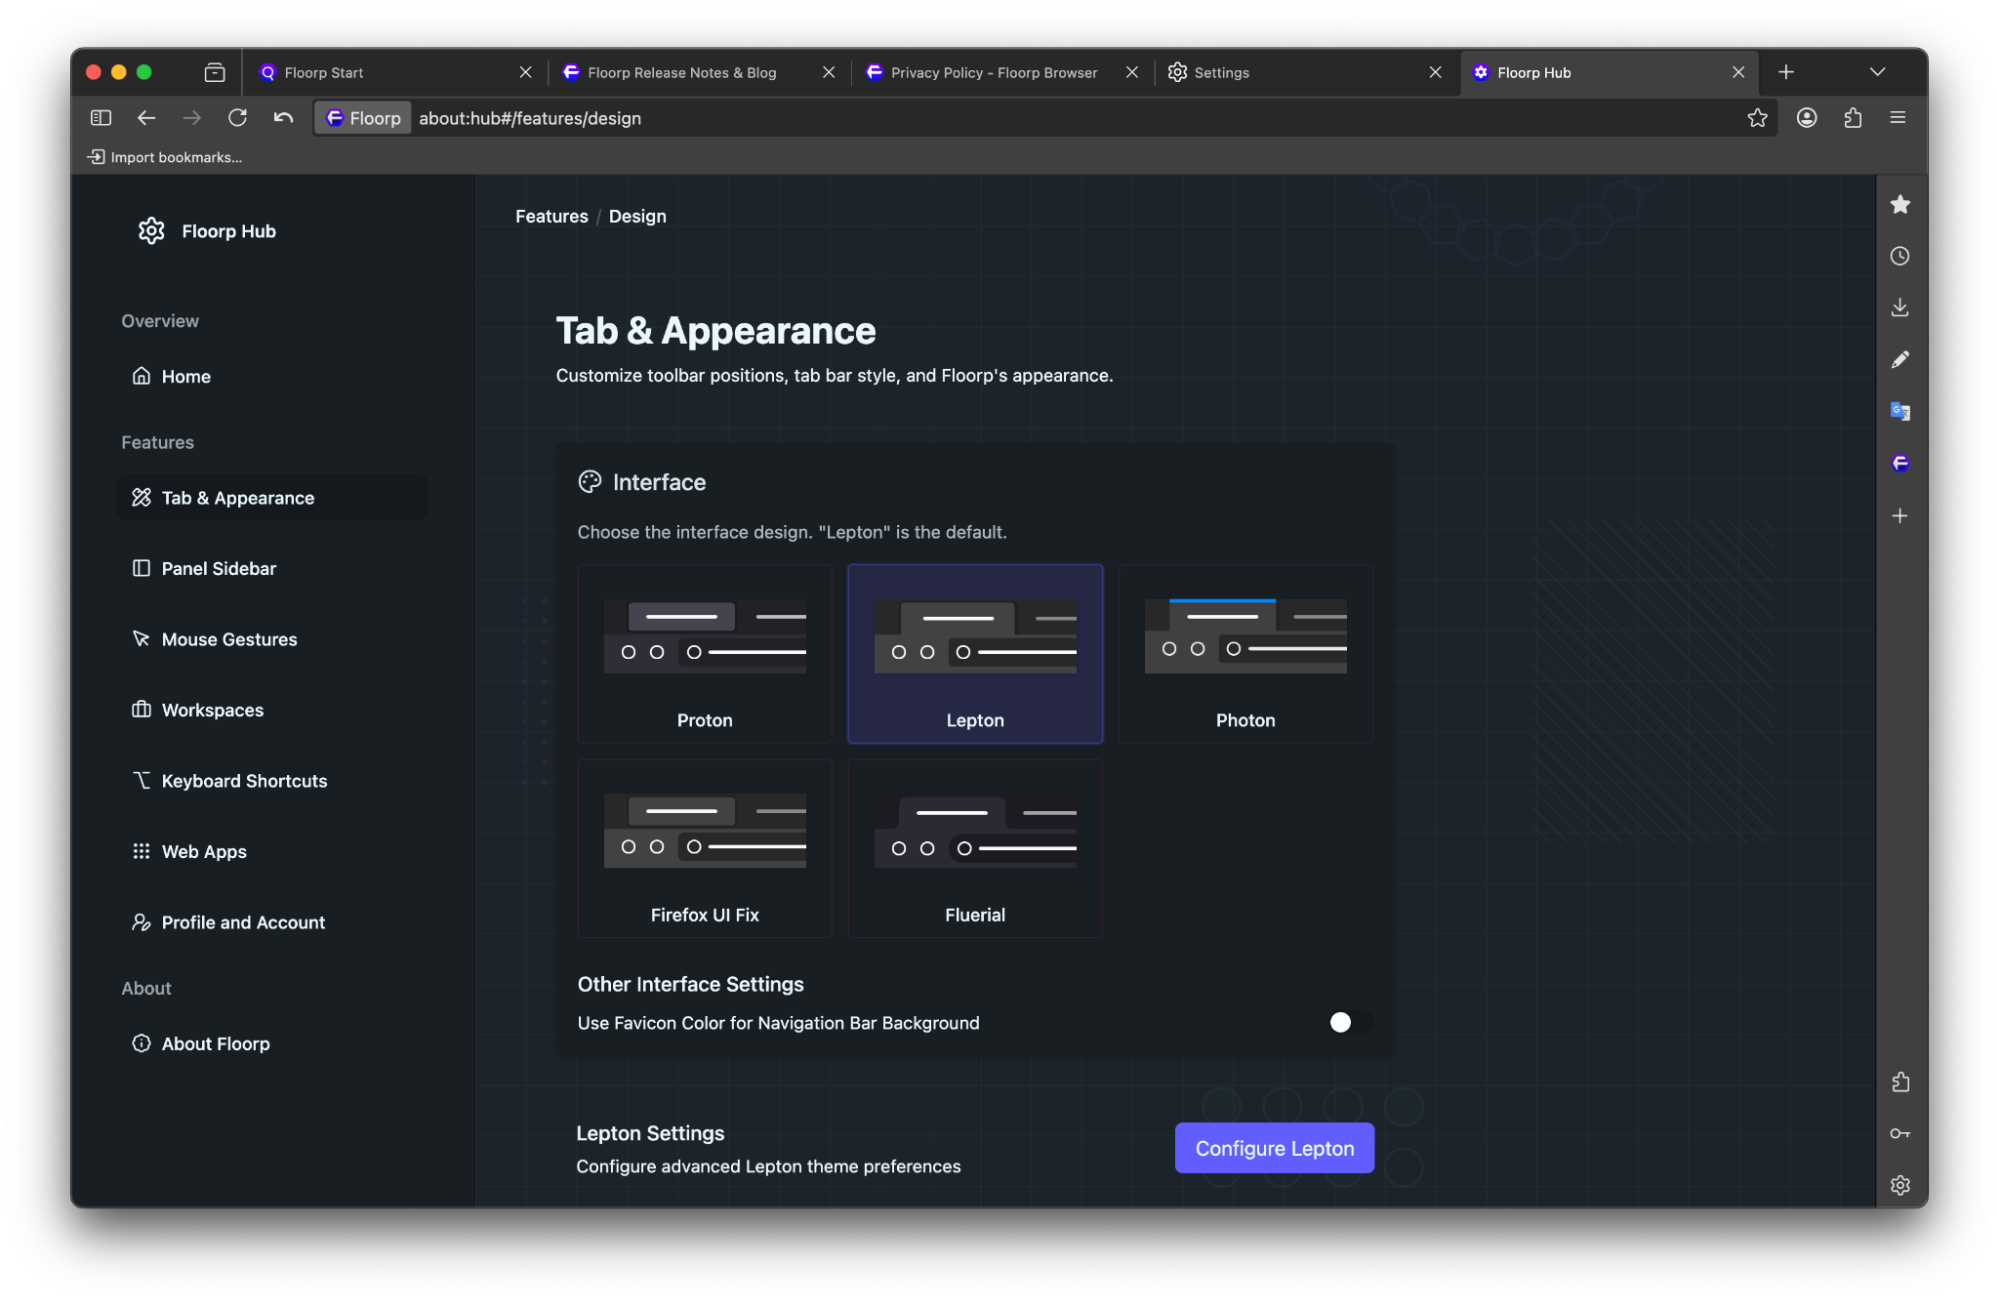 Floorp Start
Floorp Release Notes & Blog
Privacy Policy - Floorp Browser
Settings
Floorp Hub
Floorp
about:hub#/features/design
Import bookmarks...
Floorp Hub
Overview
Home
Features
Tab & Appearance
Panel Sidebar
Mouse Gestures
Workspaces
Keyboard Shortcuts
Web Apps
Profile and Account
About
About Floorp
Features / Design
Tab & Appearance
Customize toolbar positions, tab bar style, and Floorp's appearance.
Interface
Choose the interface design. "Lepton" is the default.
Proton
Lepton
Photon
Firefox UI Fix
Fluerial
Other Interface Settings
Use Favicon Color for Navigation Bar Background
Lepton Settings
Configure advanced Lepton theme preferences
Configure Lepton